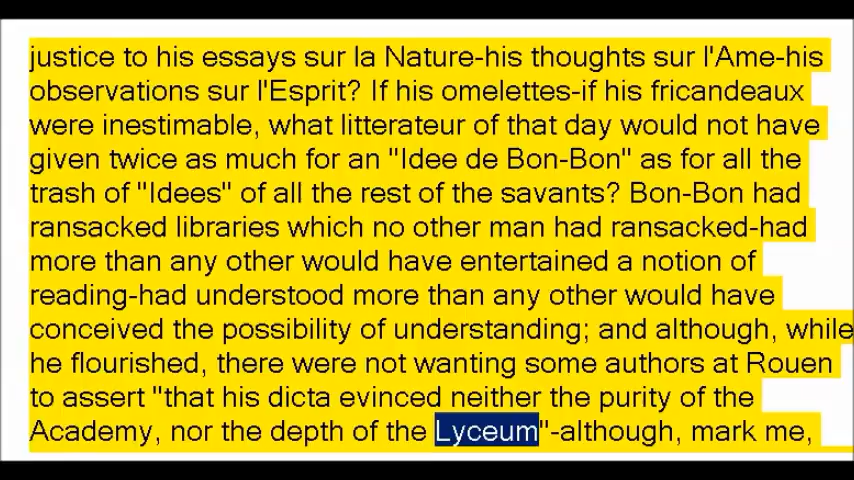 justice to his essays sur la Nature-his thoughts sur l'Ame-his
observations sur l'Esprit? If his omelettes-if his fricandeaux
were inestimable, what litterateur of that day would not have
given twice as much for an "Idee de Bon-Bon" as for all the
trash of "Idees" of all the rest of the savants? Bon-Bon had
ransacked libraries which no other man had ransacked-had
more than any other would have entertained a notion of
reading-had understood more than any other would have
conceived the possibility of understanding; and although, while
he flourished, there were not wanting some authors at Rouen
to assert "that his dicta evinced neither the purity of the
Academy, nor the depth of the Lyceum"-although, mark me,